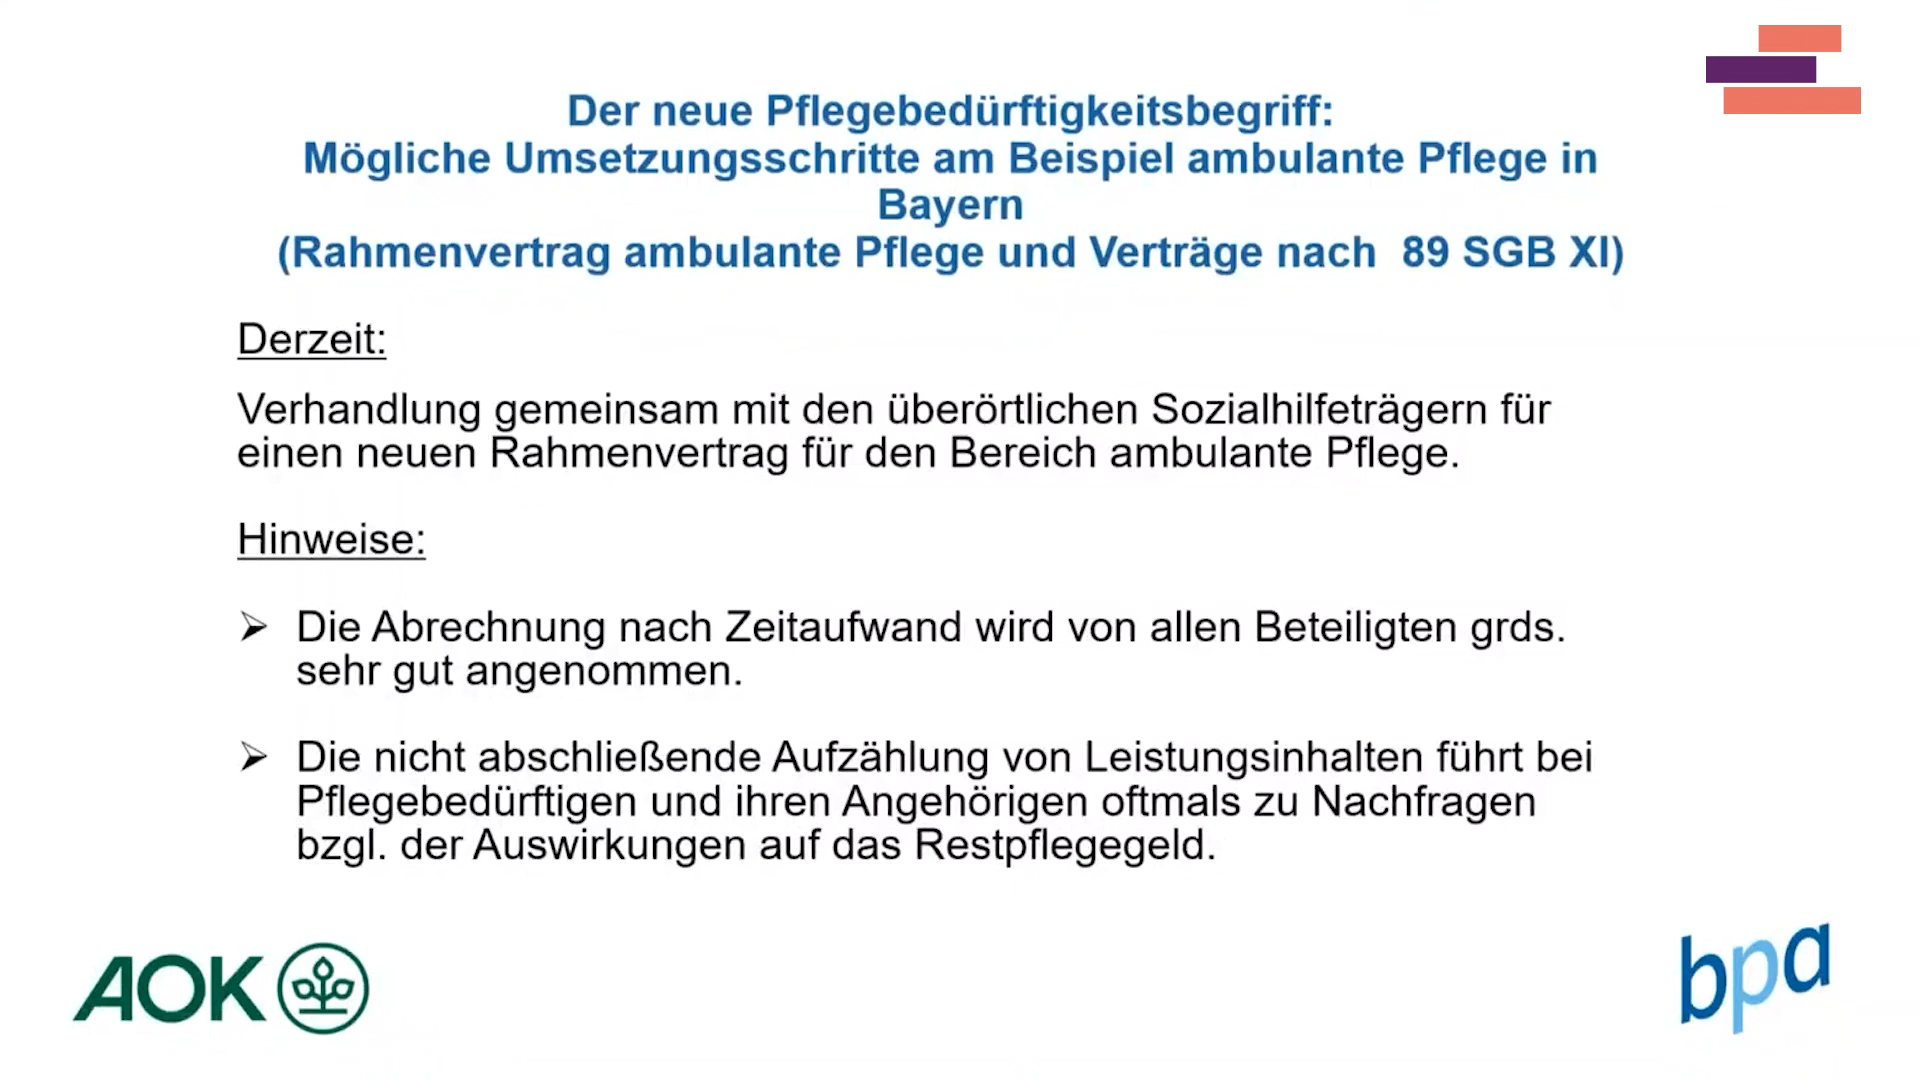 Der neue Pflegebedürftigkeitsbegriff:
Mögliche Umsetzungsschritte am Beispiel ambulante Pflege in
Bayern
(Rahmenvertrag ambulante Pflege und Verträge nach  89 SGB XI)
Derzeit:
Verhandlung gemeinsam mit den überörtlichen Sozialhilfeträgern für
einen neuen Rahmenvertrag für den Bereich ambulante Pflege.
Hinweise:
➢ Die Abrechnung nach Zeitaufwand wird von allen Beteiligten grds.
sehr gut angenommen.
➢ Die nicht abschließende Aufzählung von Leistungsinhalten führt bei
Pflegebedürftigen und ihren Angehörigen oftmals zu Nachfragen
bzgl. der Auswirkungen auf das Restpflegegeld.
AOK
bpa